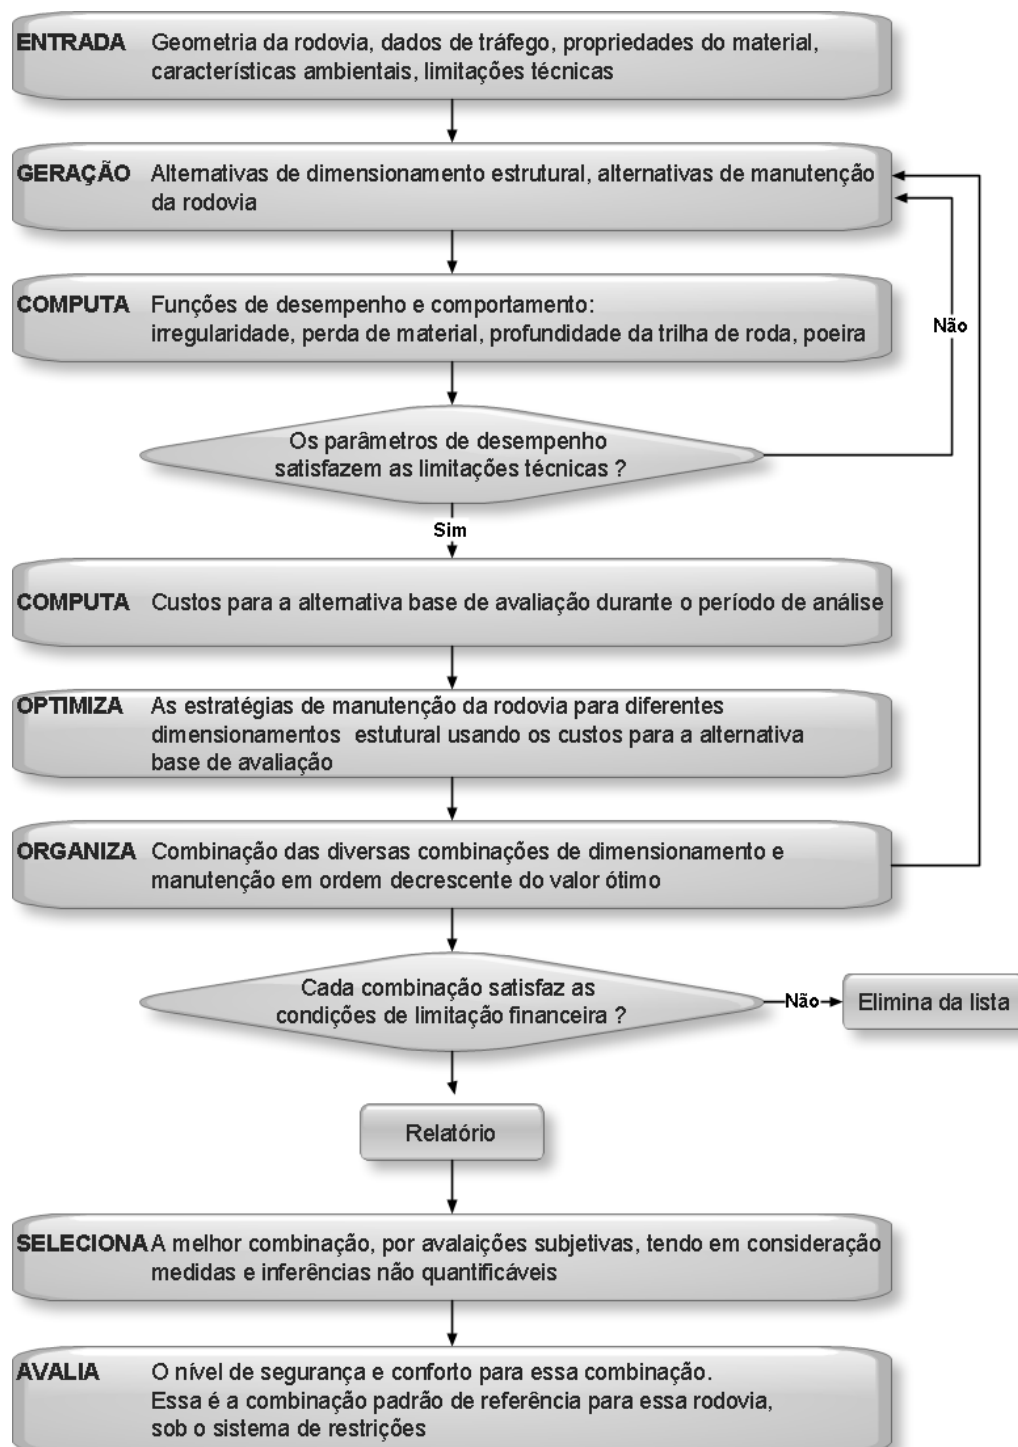 ENTRADA Geometria da rodovia, dados de tráfego, propriedades do material,
características ambientais, limitações técnicas
GERAÇÃO Alternativas de dimensionamento estrutural, alternativas de manutenção
da rodovia
COMPUTA Funções de desempenho e comportamento:
irregularidade, perda de material, profundidade da trilha de roda, poeira
Não
Os parâmetros de desempenho
satisfazem as limitações técnicas ?
Sim
COMPUTA Custos para a alternativa base de avaliação durante o período de análise
OPTIMIZA As estratégias de manutenção da rodovia para diferentes
dimensionamentos estutural usando os custos para a alternativa
base de avaliação
ORGANIZA Combinação das diversas combinações de dimensionamento e
manutenção em ordem decrescente do valor ótimo
Cada combinação satisfaz as
condições de limitação financeira ?
Não
Elimina da lista
Relatório
SELECIONA A melhor combinação, por avalaições subjetivas, tendo em consideração
medidas e inferências não quantificáveis
AVALIA O nível de segurança e conforto para essa combinação.
Essa é a combinação padrão de referência para essa rodovia,
sob o sistema de restrições